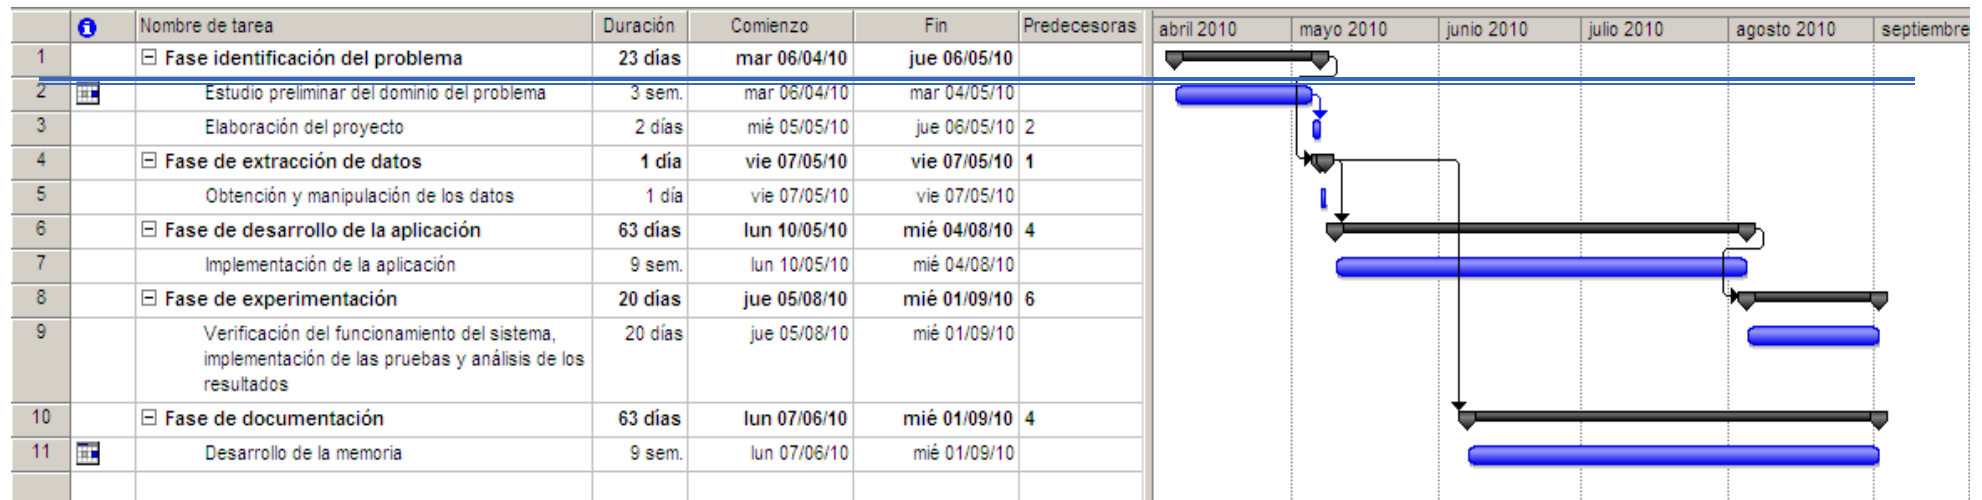 Nombre de tarea Duración Comienzo Fin Predecesoras abril 2010 mayo 2010 junio 2010 julio 2010 agosto 2010 septiembre
1 Fase identificación del problema 23 días mar 06/04/10 jue 06/05/10
2 Estudio preliminar del dominio del problema 3 sem. mar 06/04/10 mar 04/05/10
3 Elaboración del proyecto 2 días mié 05/05/10 jue 06/05/10 2
4 Fase de extracción de datos 1 día vie 07/05/10 vie 07/05/10 1
5 Obtención y manipulación de los datos 1 día vie 07/05/10 vie 07/05/10
6 Fase de desarrollo de la aplicación 63 días lun 10/05/10 mié 04/08/10 4
7 Implementación de la aplicación 9 sem. lun 10/05/10 mié 04/08/10
8 Fase de experimentación 20 días jue 05/08/10 mié 01/09/10 6
9 Verificación del funcionamiento del sistema, 20 días jue 05/08/10 mié 01/09/10
implementación de las pruebas y análisis de los
resultados
10 Fase de documentación 63 días lun 07/06/10 mié 01/09/10 4
11 Desarrollo de la memoria 9 sem. lun 07/06/10 mié 01/09/10